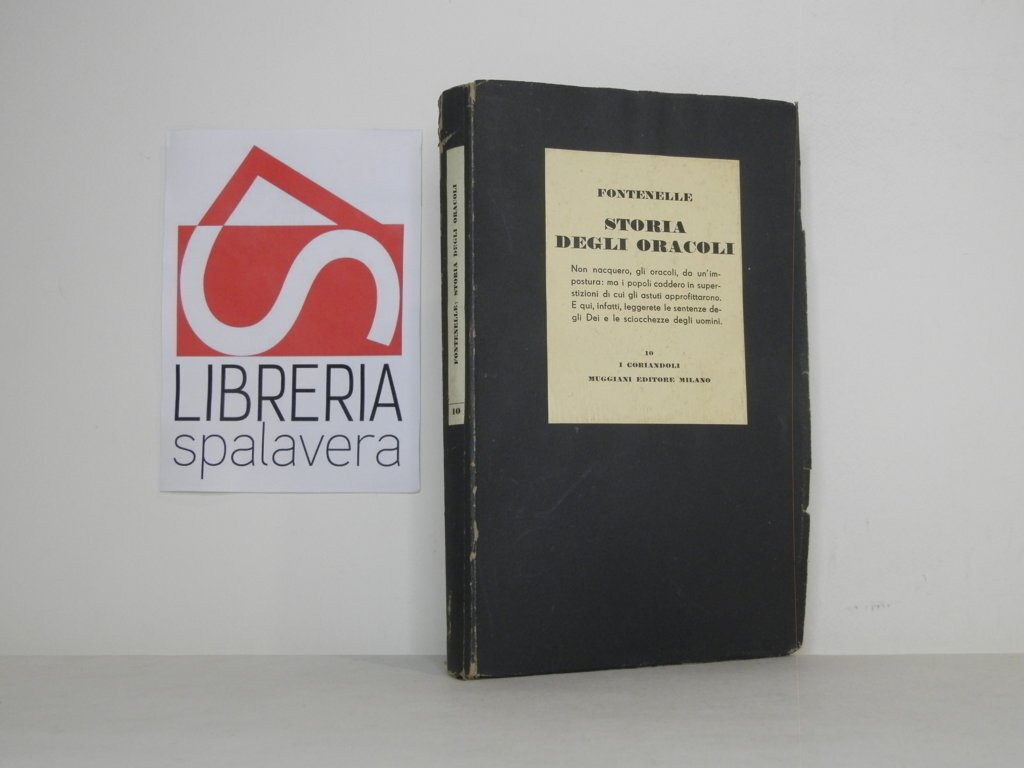 LIBRERIA
spalavera
FONTENELLE: STORIA DEGLI ORACOLI
10
FONTENELLE
STORIA
DEGLI ORACOLI
Non nacquero, gli oracoli, da un'im-
postura: ma i popoli caddero in super-
stizioni di cui gli astuti approfittarono.
E qui, infatti, leggerete le sentenze de-
gli Dei e le sciocchezze degli uomini.
10
I CORIANDOLI
MUGGIANI EDITORE MILANO